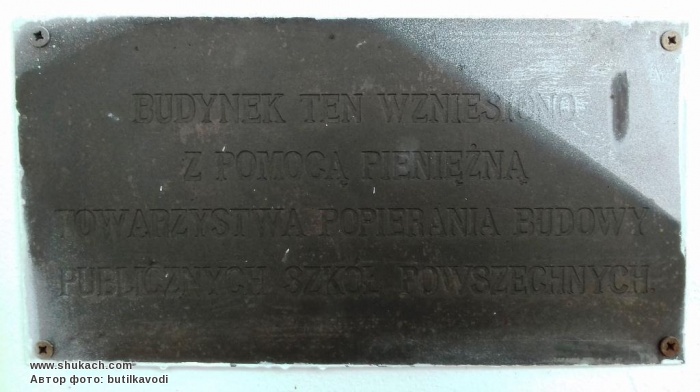 BUDYNEK TEN WZNIESIONO
Z POMOCĄ PIENIĘŻNĄ
TOWARZYSTWA POPIERANIA BUDOWY
PUBLICZNYCH SZKÓŁ POWSZECHNYCH.
www.shukach.com
Автор фото: butilkavodi